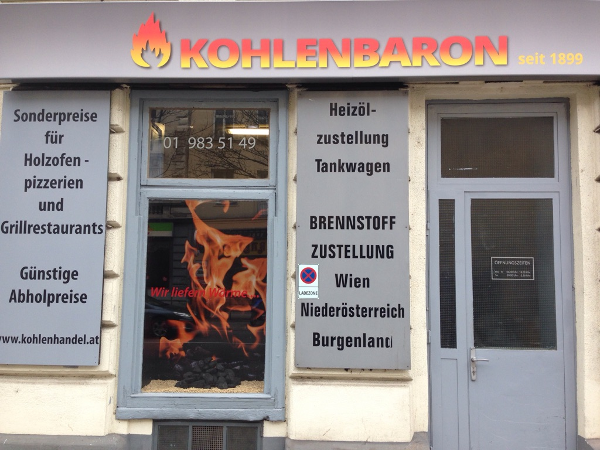 KOHLENBARON seit 1899
Sonderpreise
für
Holzofen -
pizzerien
und
Grillrestaurants
Günstige
Abholpreise
www.kohlenhandel.at
01 983 51 49
Wir liefern Wärme...
Heizöl-
zustellung
Tankwagen
BRENNSTOFF
ZUSTELLUNG
Wien
Niederösterreich
Burgenland
LADEZONE
ÖFFNUNGSZEITEN